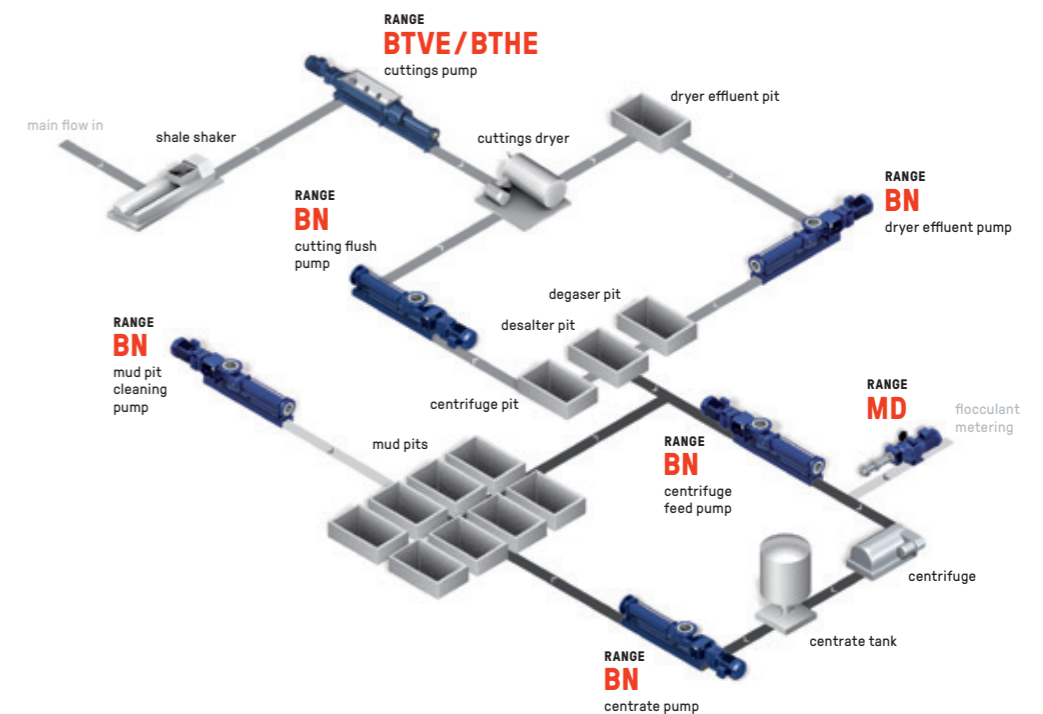 RANGE
BTVE / BTHE
cuttings pump
main flow in
shale shaker
cuttings dryer
dryer effluent pit
RANGE
BN
dryer effluent pump
RANGE
BN
cutting flush
pump
degaser pit
desalter pit
centrifuge pit
RANGE
BN
mud pit
cleaning
pump
RANGE
MD
flocculant
metering
mud pits
RANGE
BN
centrifuge
feed pump
centrifuge
centrate tank
RANGE
BN
centrate pump